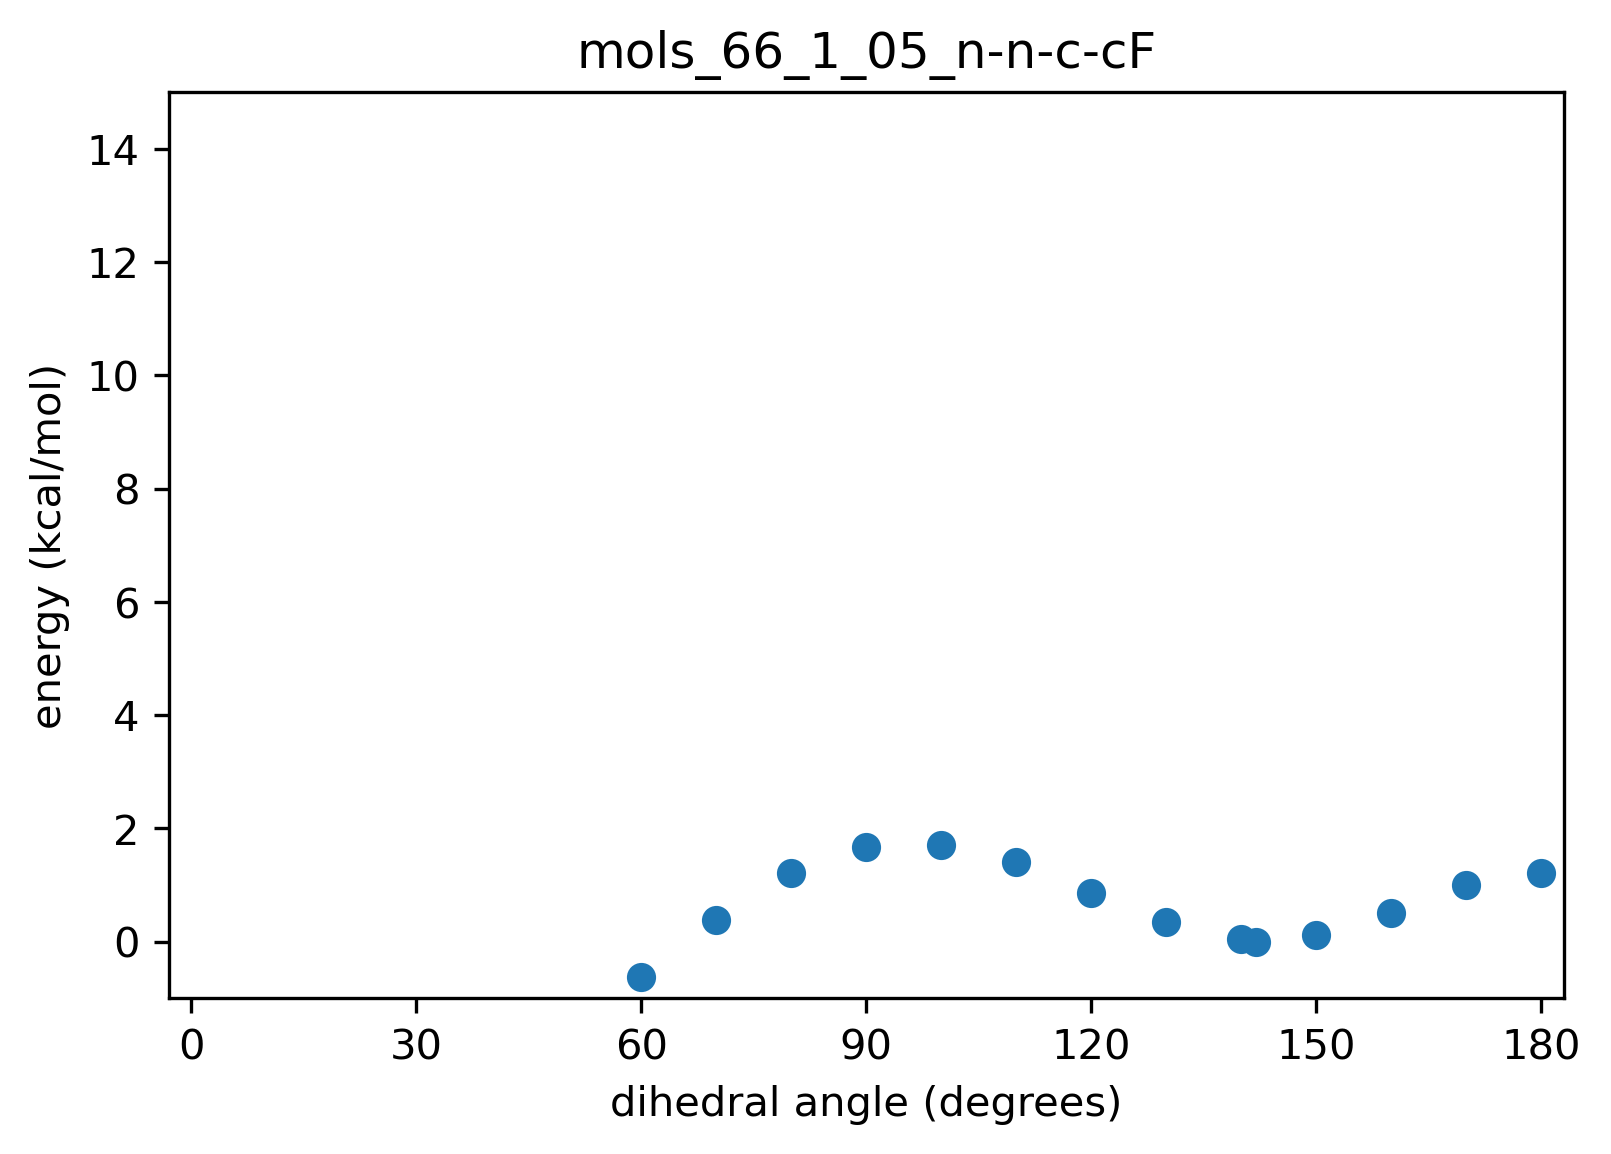 mols_66_1_05_n-n-c-cF
14
12
10
8
6
4
2
0
energy (kcal/mol)
0 30 60 90 120 150 180
dihedral angle (degrees)